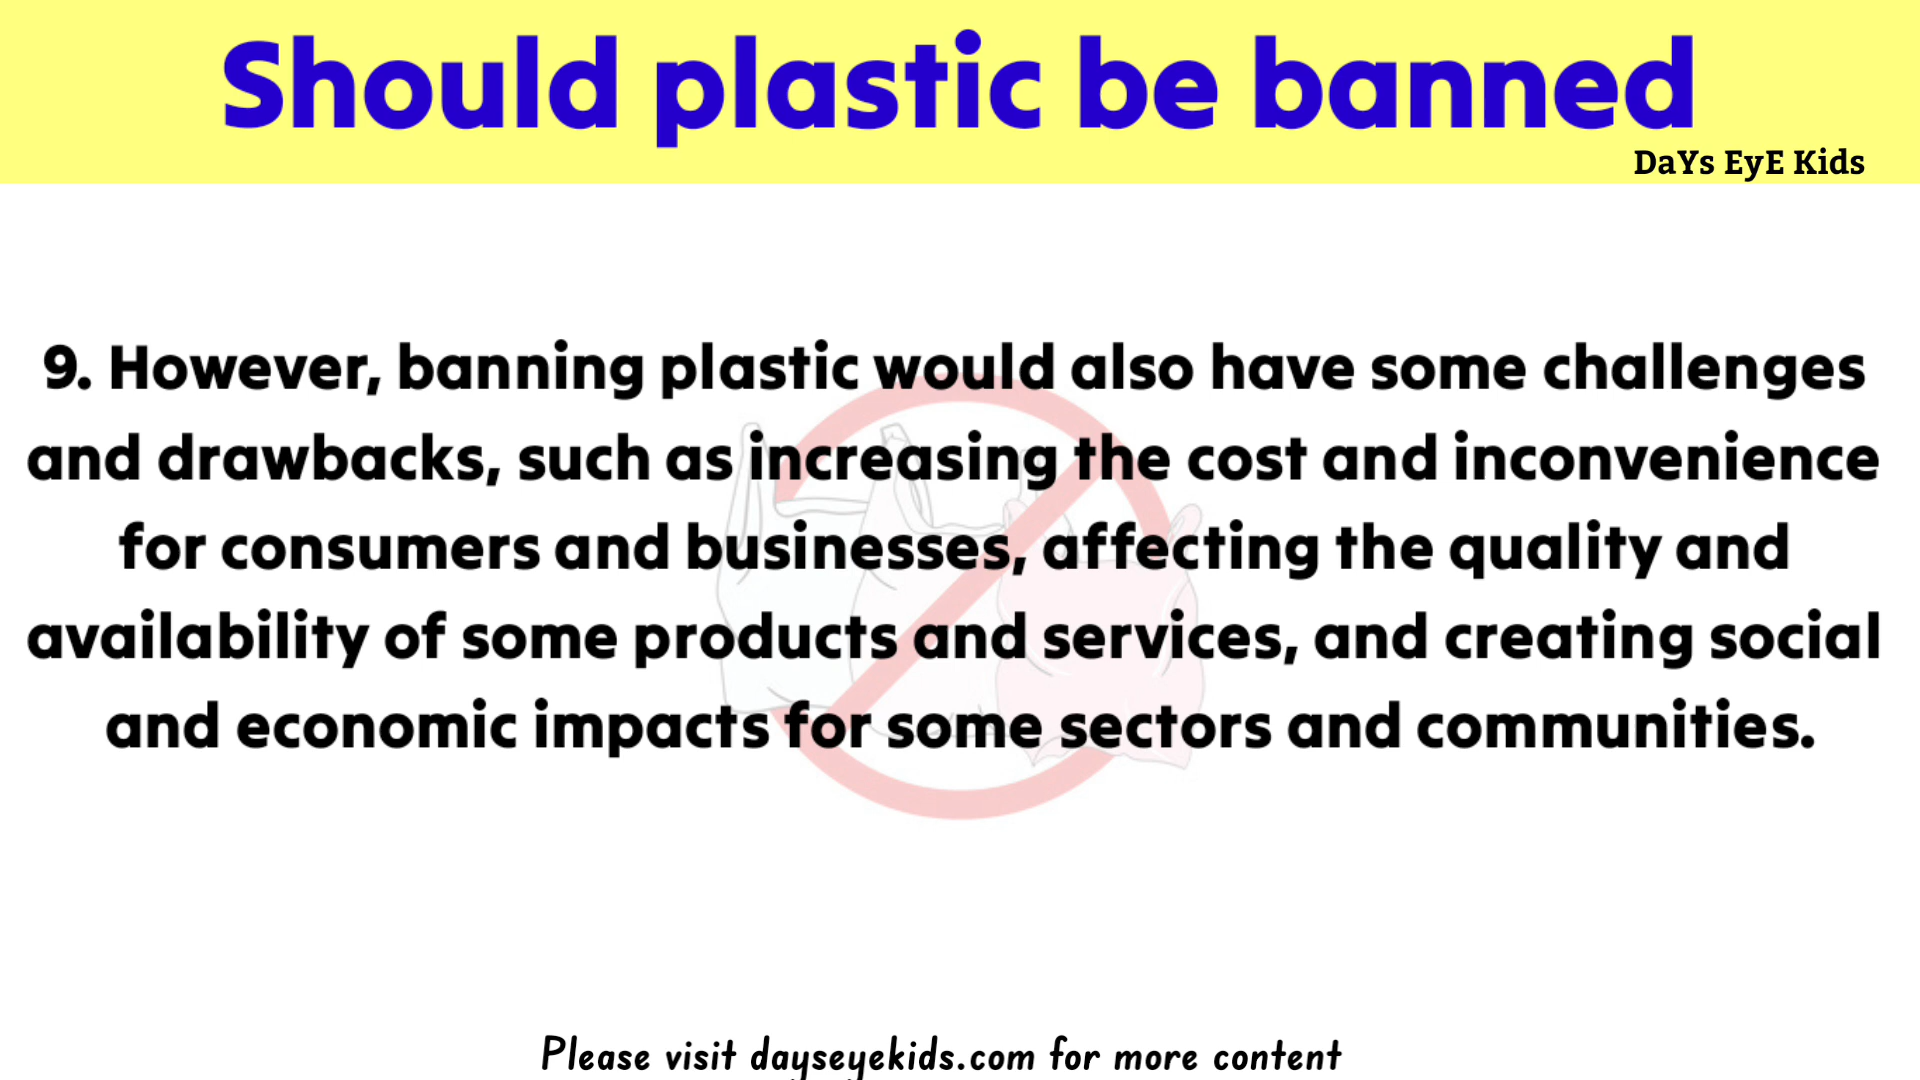 Should plastic be banned
DaYs EyE Kids
9. However, banning plastic would also have some challenges
and drawbacks, such as increasing the cost and inconvenience
for consumers and businesses, affecting the quality and
availability of some products and services, and creating social
and economic impacts for some sectors and communities.
Please visit dayseyekids.com for more content